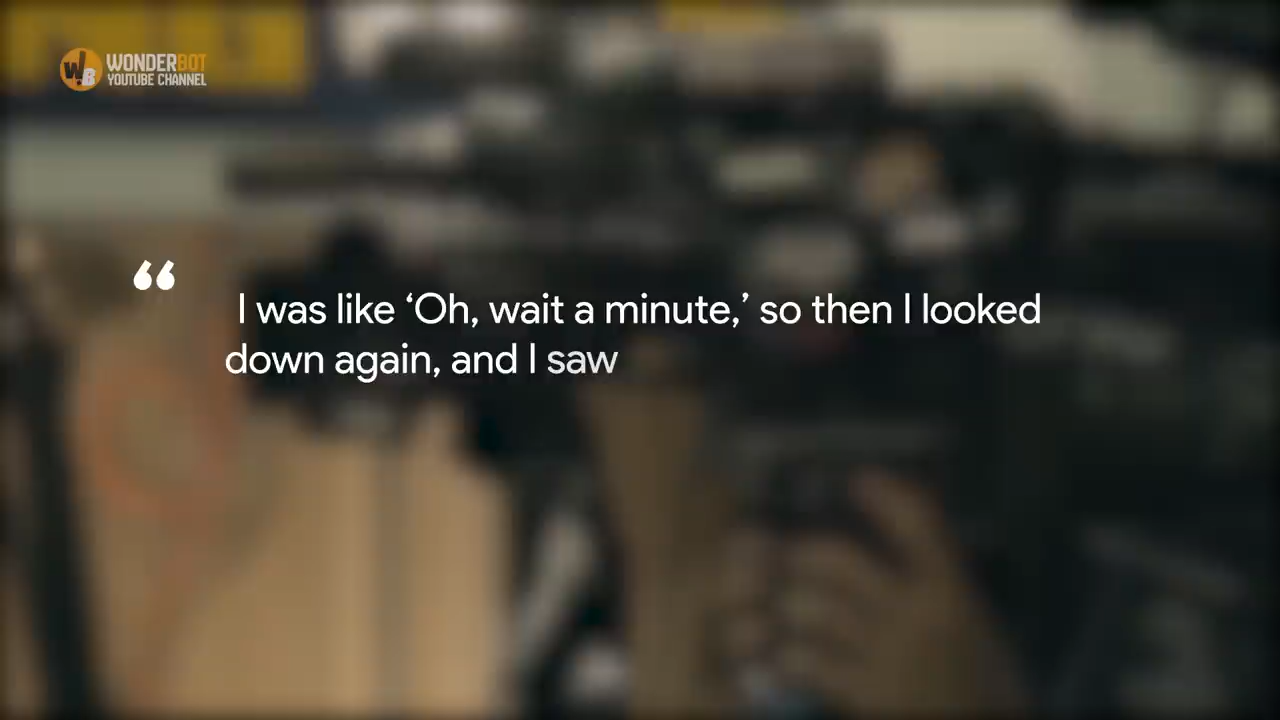 WONDERBOT
YOUTUBE CHANNEL
“ I was like ‘Oh, wait a minute,’ so then I looked
down again, and I saw